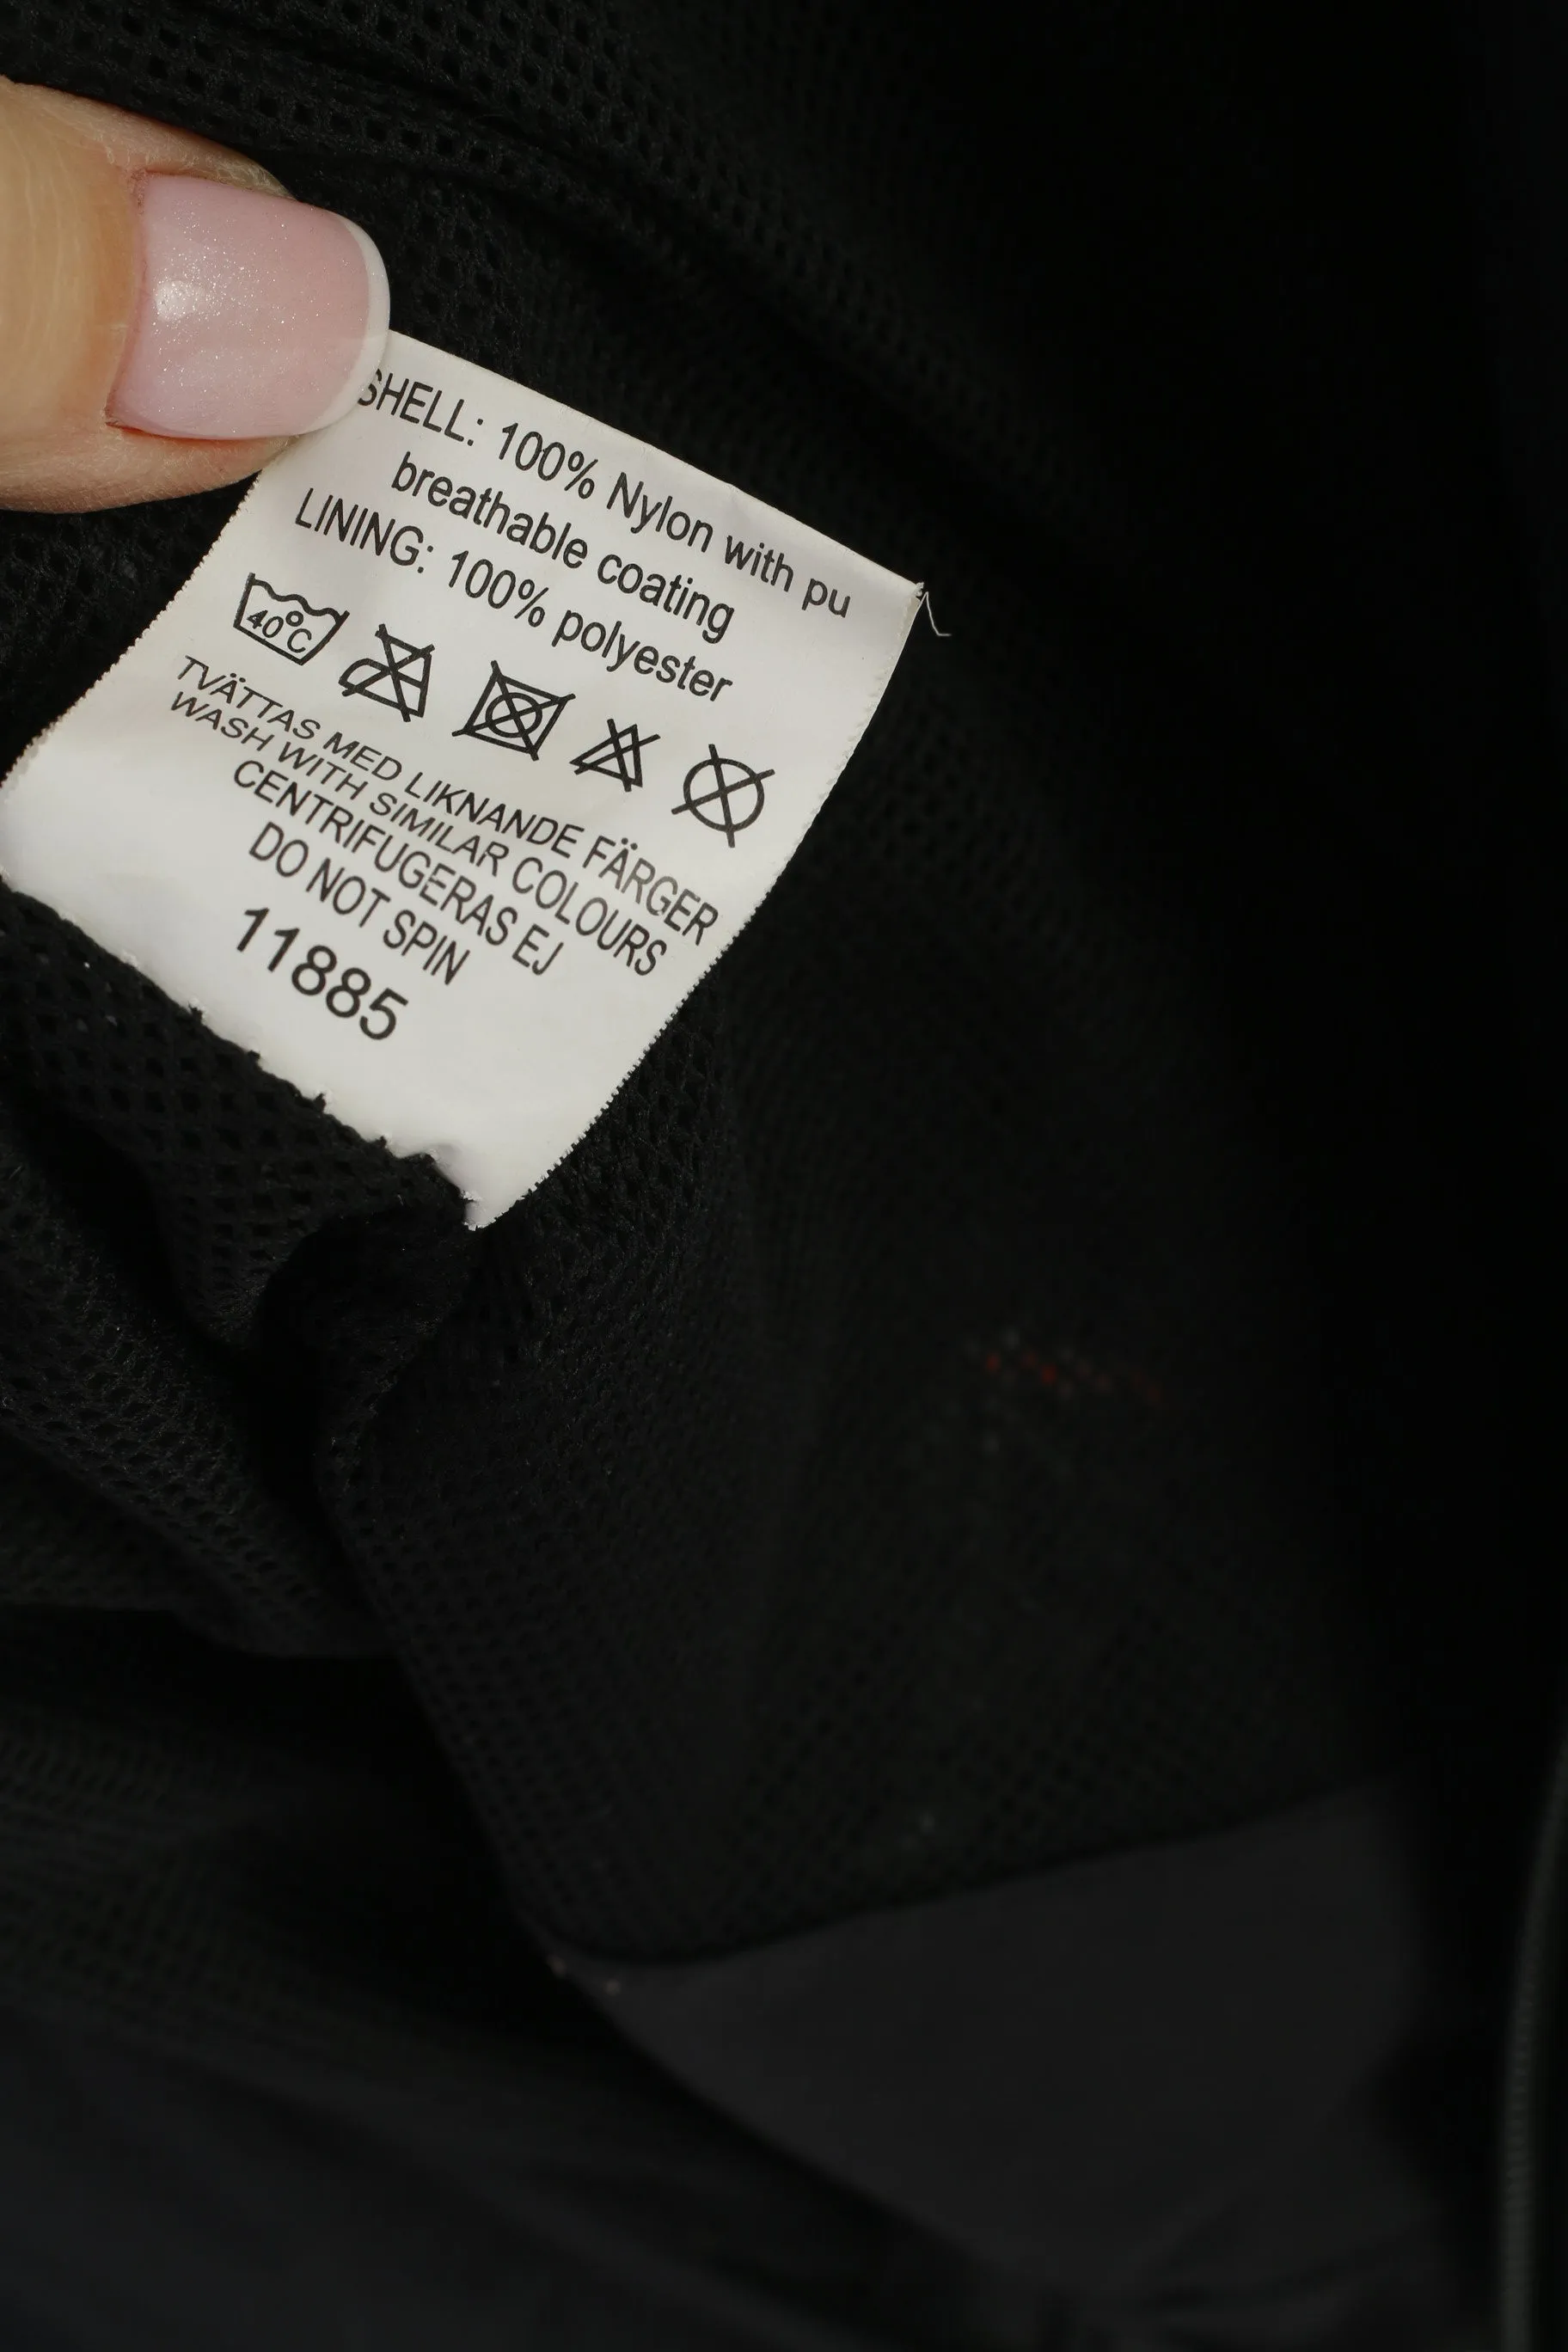 SHELL: 100% Nylon with pu
breathable coating
LINING: 100% polyester
40°C
TVÄTTAS MED LIKNANDE FÄRGER
WASH WITH SIMILAR COLOURS
CENTRIFUGERAS EJ
DO NOT SPIN
11885